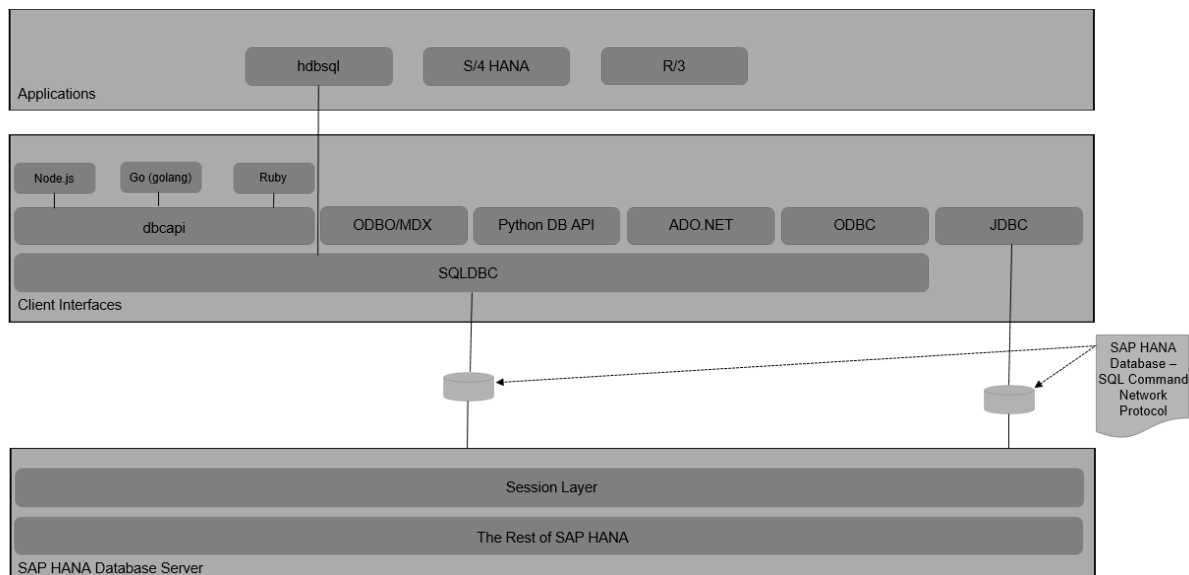 hdbsql
S/4 HANA
R/3
Applications
Node.js
Go (golang)
Ruby
dbcapi
ODBO/MDX
Python DB API
ADO.NET
ODBC
JDBC
SQLDBC
Client Interfaces
SAP HANA
Database –
SQL Command
Network
Protocol
Session Layer
The Rest of SAP HANA
SAP HANA Database Server